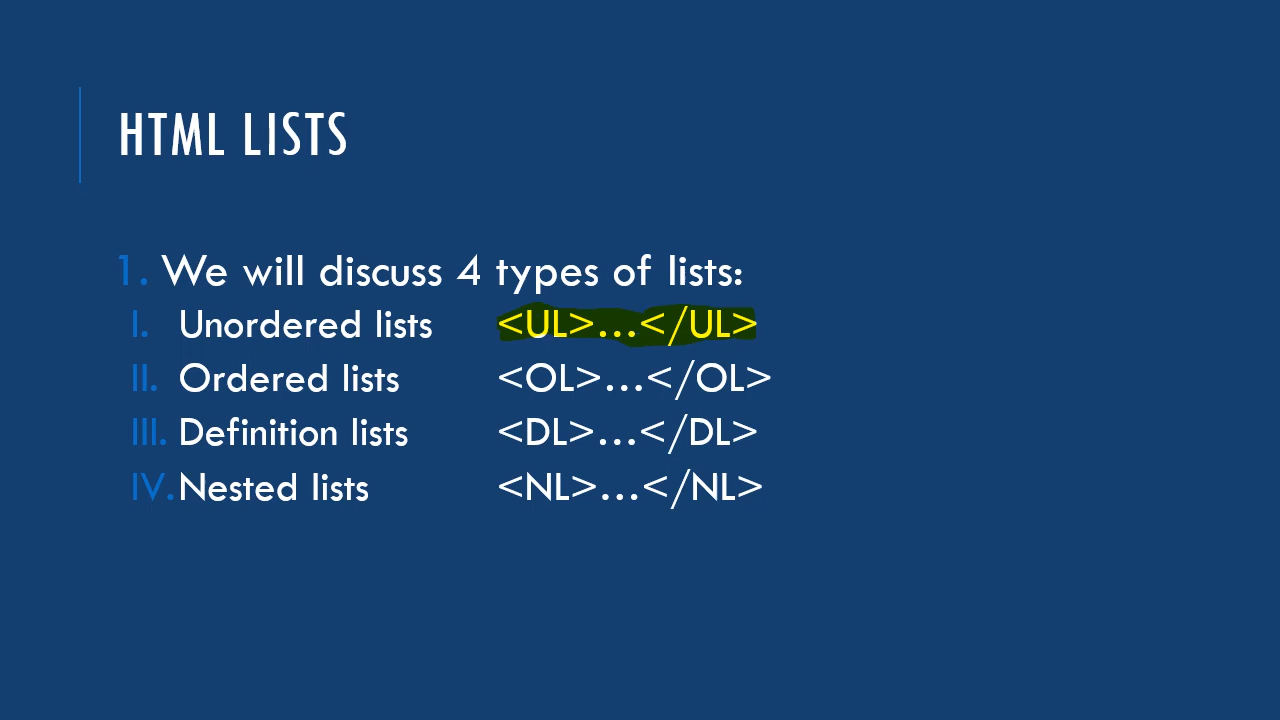 HTML LISTS
1. We will discuss 4 types of lists:
I. Unordered lists <UL>...</UL>
II. Ordered lists <OL>...</OL>
III. Definition lists <DL>...</DL>
IV. Nested lists <NL>...</NL>